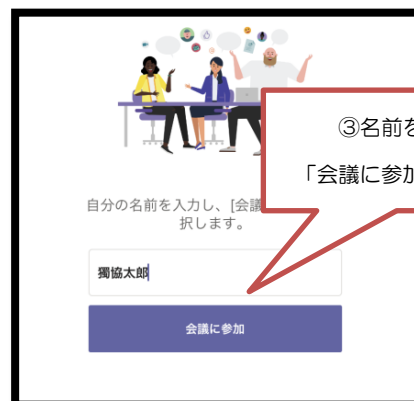 ③名前を
「会議に参加
自分の名前を入力し、[会議
択します。
獨協太郎
会議に参加